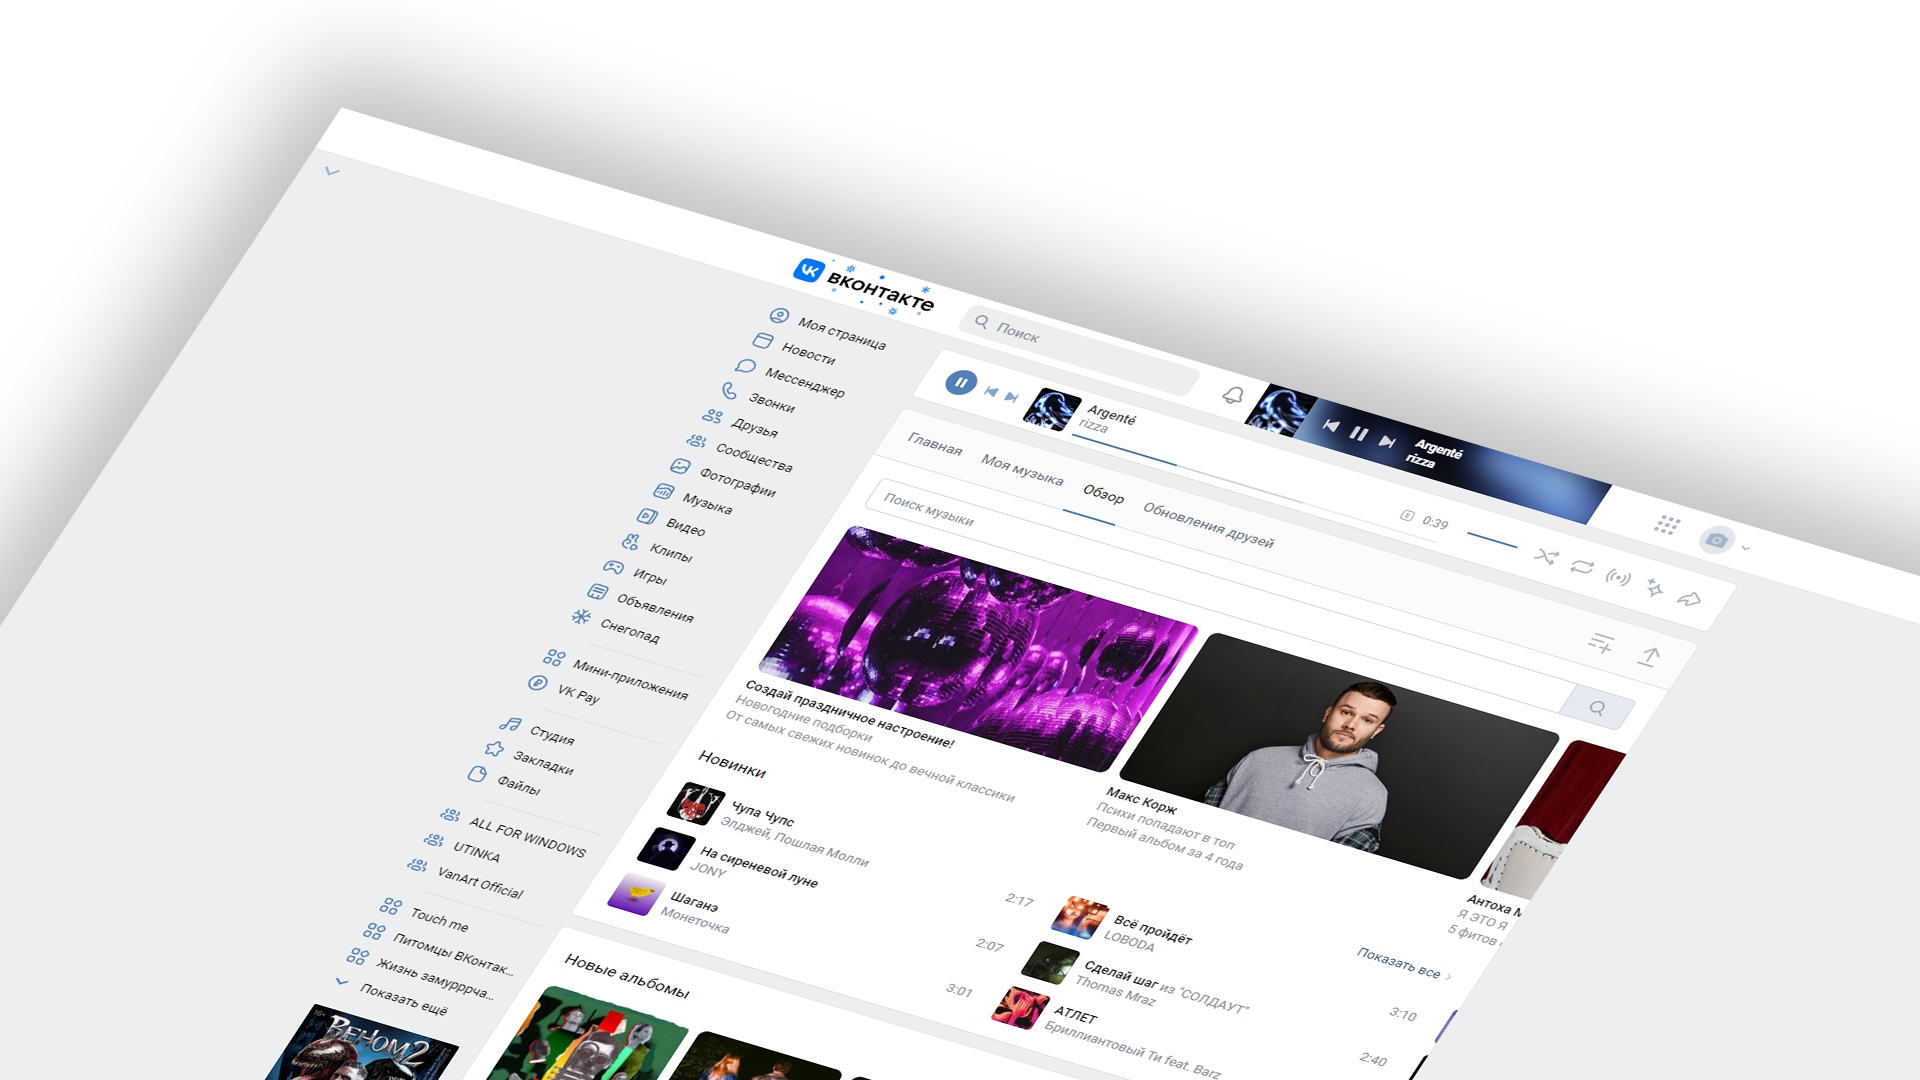 вконтакте
Поиск
Argenté
rizza
Моя страница
Новости
Мессенджер
Звонки
Друзья
Сообщества
Фотографии
Музыка
Видео
Клипы
Игры
Объявления
Снегопад
Мини-приложения
VK Pay
Студия
Закладки
Файлы
ALL FOR WINDOWS
UTINKA
VanArt Official
Touch me
Питомцы ВКонтак...
Жизнь замурррча...
Показать ещё
16+
ВЕНОМ 2
Argenté
rizza
0:39
Главная
Моя музыка
Обзор
Обновления друзей
Поиск музыки
Создай праздничное настроение!
Новогодние подборки
От самых свежих новинок до вечной классики
Макс Корж
Психи попадают в топ
Первый альбом за 4 года
Антоха М
Я ЭТО Я
5 фитов
Новинки
Показать все
Чупа Чупс
Элджей, Пошлая Молли
2:17
На сиреневой луне
JONY
2:07
Шаганэ
Монеточка
3:01
Всё пройдёт
LOBODA
3:10
Сделай шаг из "СОЛДАУТ"
Thomas Mraz
2:40
АТЛЕТ
Бриллиантовый Ти feat. Barz
Новые альбомы